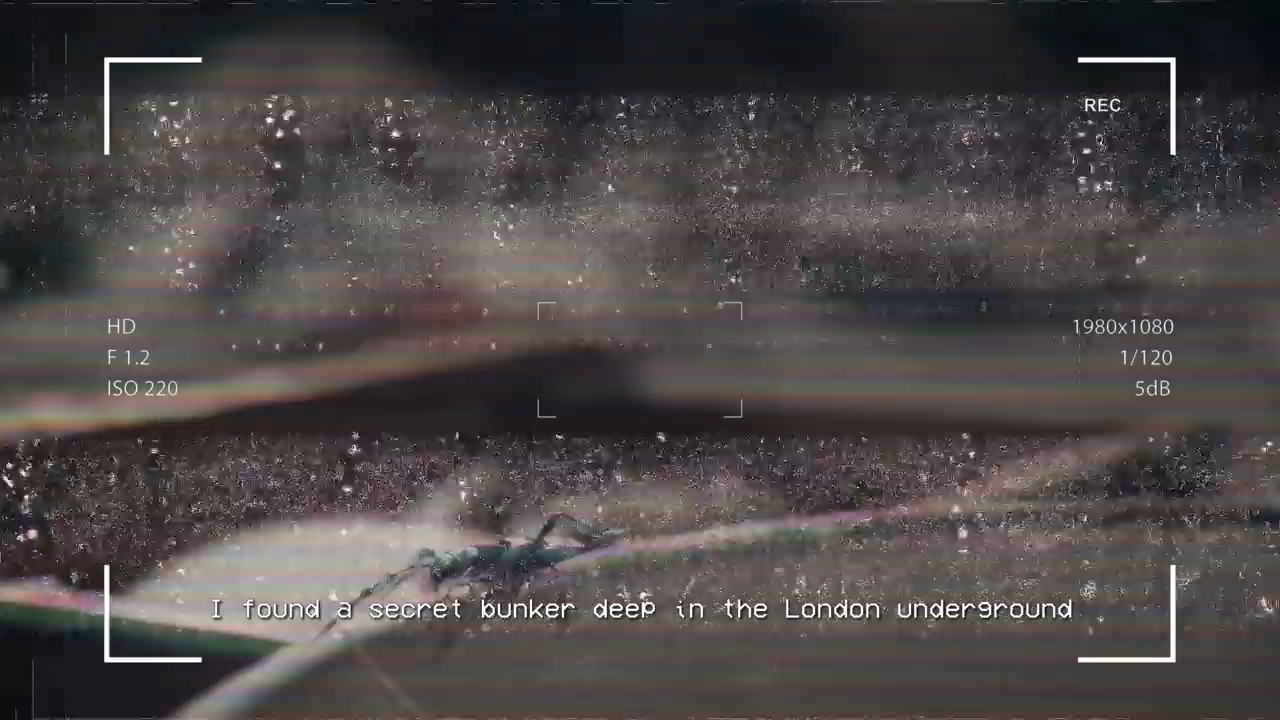 REC
HD
1980x1080
F 1.2
1/120
ISO 220
5dB
I found a secret bunker deep in the London underground